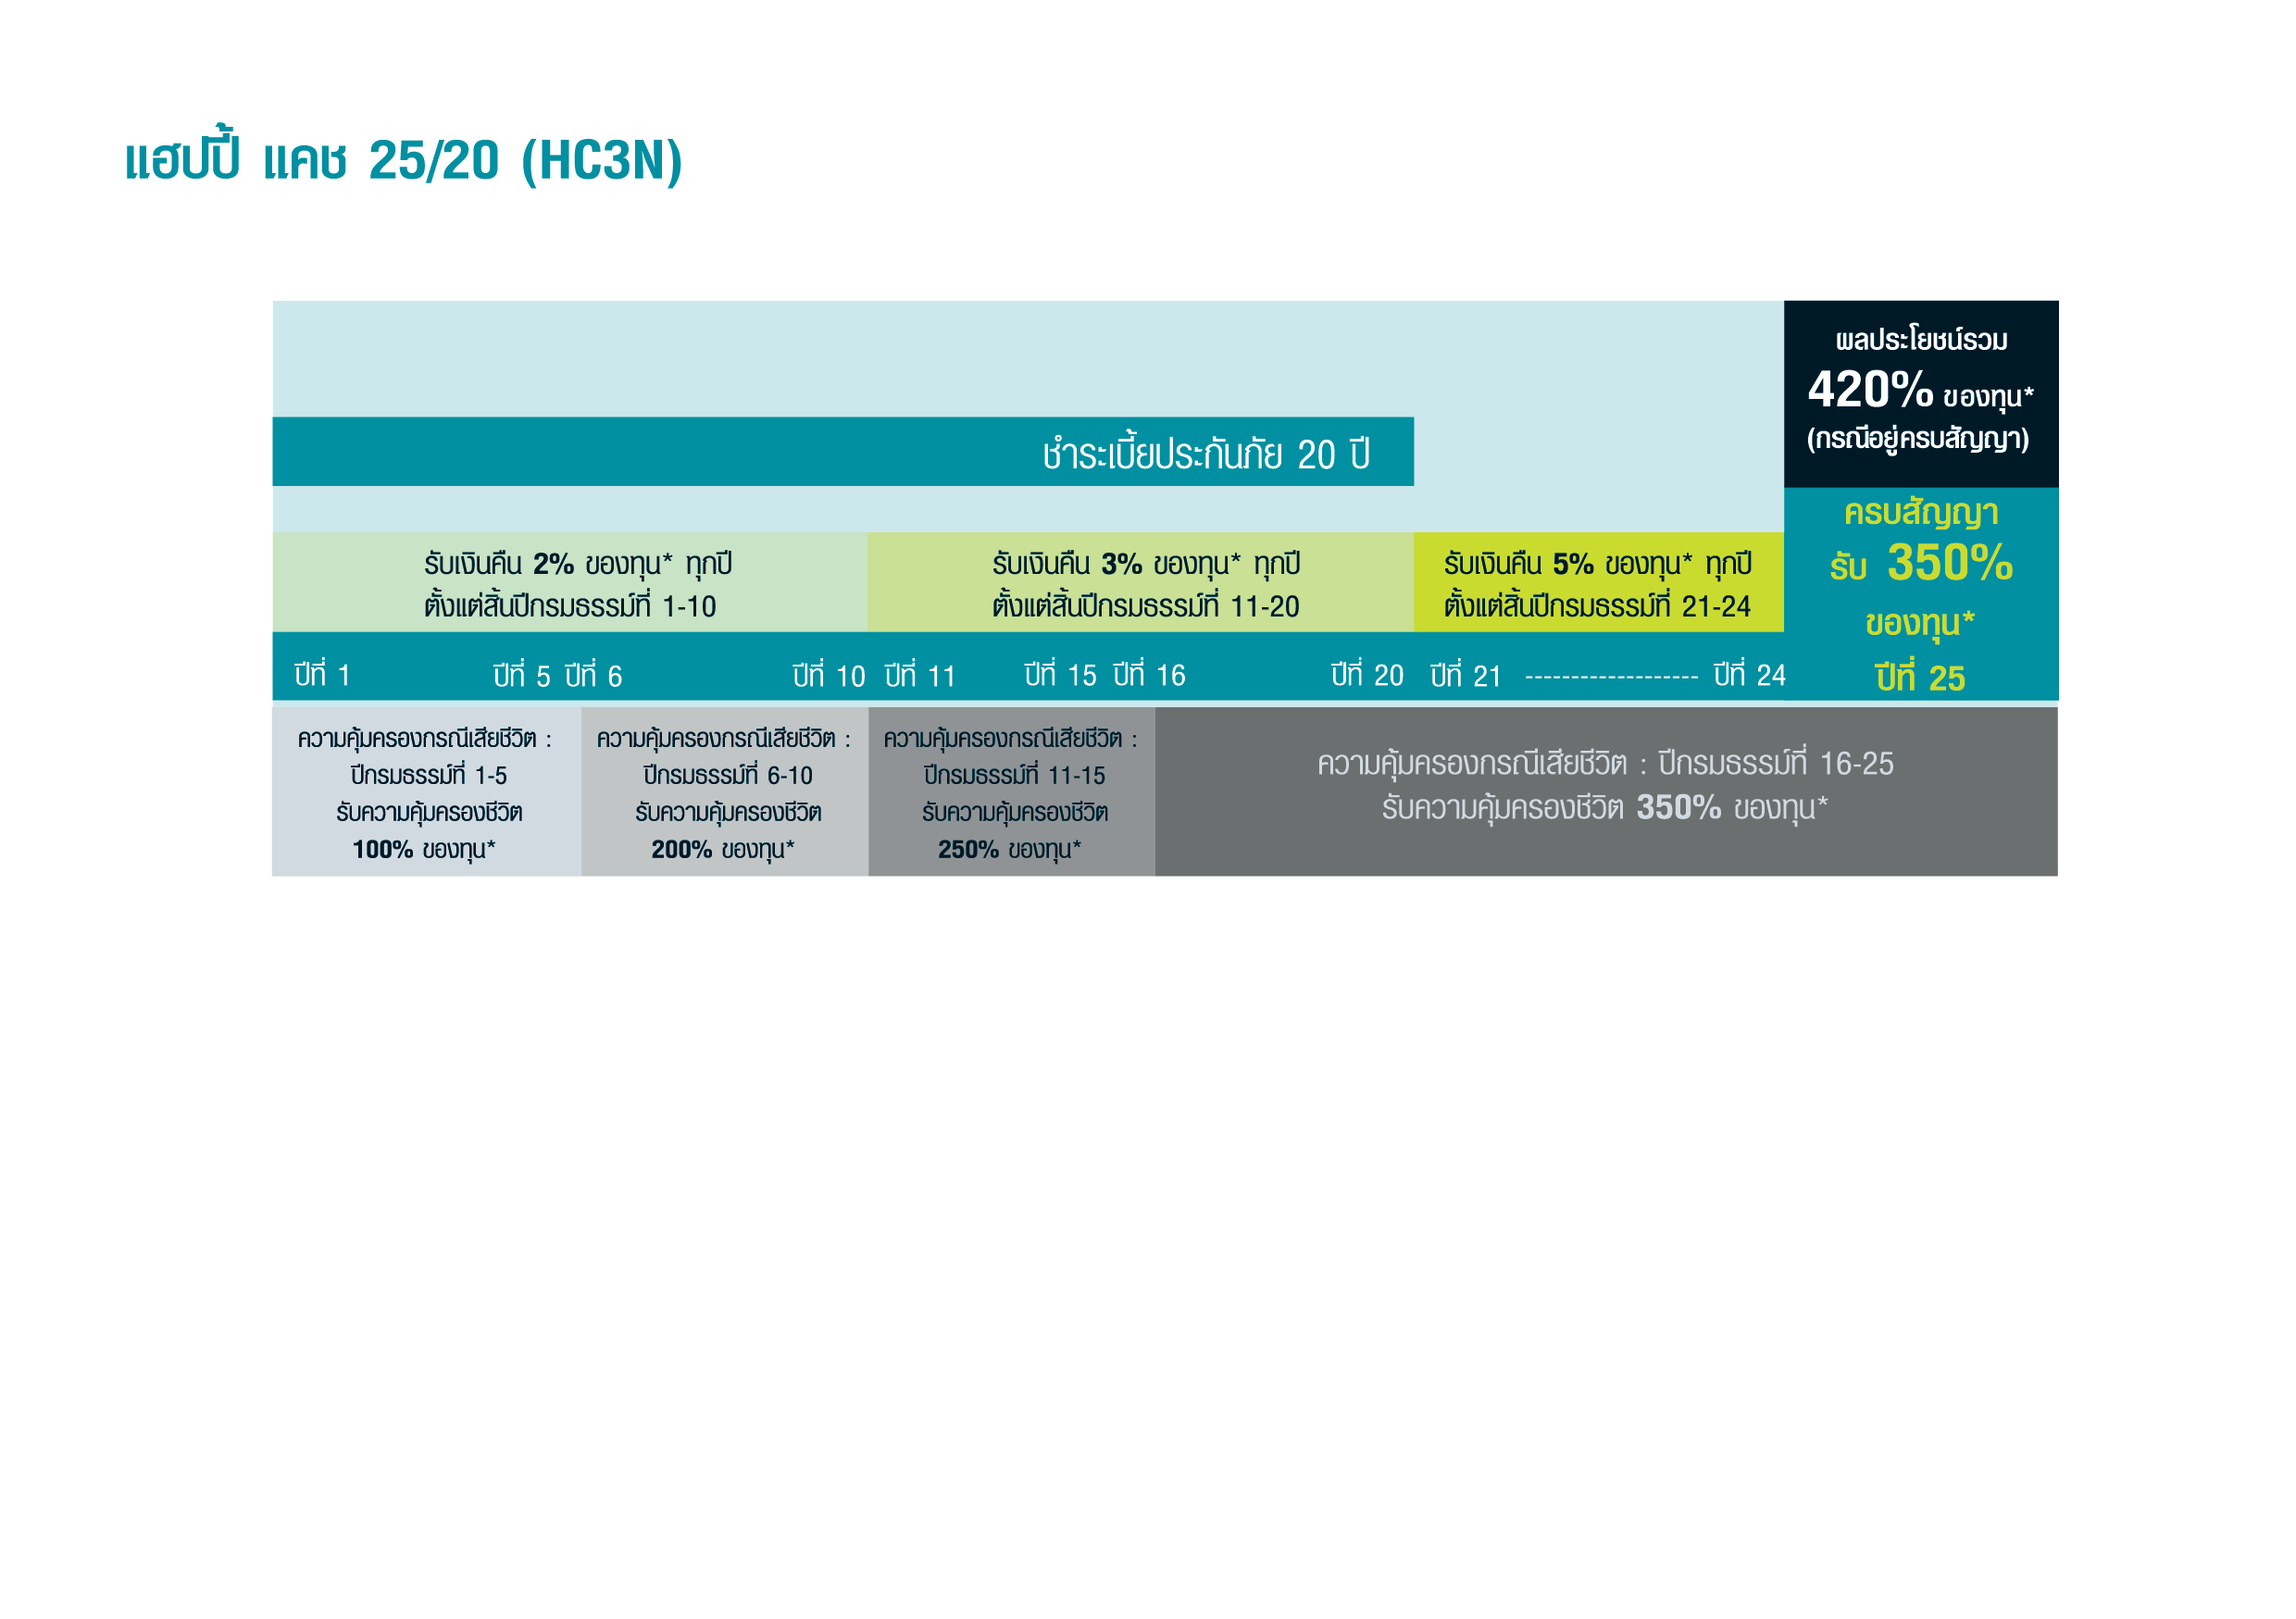 แฮปปี้ แคช 25/20 (HC3N)
ผลประโยชน์รวม
420% ของทุน*
(กรณีอยู่ครบสัญญา)
ชำระเบี้ยประกันภัย 20 ปี
รับเงินคืน 2% ของทุน* ทุกปี
ตั้งแต่สิ้นปีกรมธรรม์ที่ 1-10
รับเงินคืน 3% ของทุน* ทุกปี
ตั้งแต่สิ้นปีกรมธรรม์ที่ 11-20
รับเงินคืน 5% ของทุน* ทุกปี
ตั้งแต่สิ้นปีกรมธรรม์ที่ 21-24
ครบสัญญา
รับ 350%
ของทุน*
ปีที่ 25
ปีที่ 1 ปีที่ 5 ปีที่ 6 ปีที่ 10 ปีที่ 11 ปีที่ 15 ปีที่ 16 ปีที่ 20 ปีที่ 21 ------------------- ปีที่ 24
ความคุ้มครองกรณีเสียชีวิต :
ปีกรมธรรม์ที่ 1-5
รับความคุ้มครองชีวิต
100% ของทุน*
ความคุ้มครองกรณีเสียชีวิต :
ปีกรมธรรม์ที่ 6-10
รับความคุ้มครองชีวิต
200% ของทุน*
ความคุ้มครองกรณีเสียชีวิต :
ปีกรมธรรม์ที่ 11-15
รับความคุ้มครองชีวิต
250% ของทุน*
ความคุ้มครองกรณีเสียชีวิต : ปีกรมธรรม์ที่ 16-25
รับความคุ้มครองชีวิต 350% ของทุน*